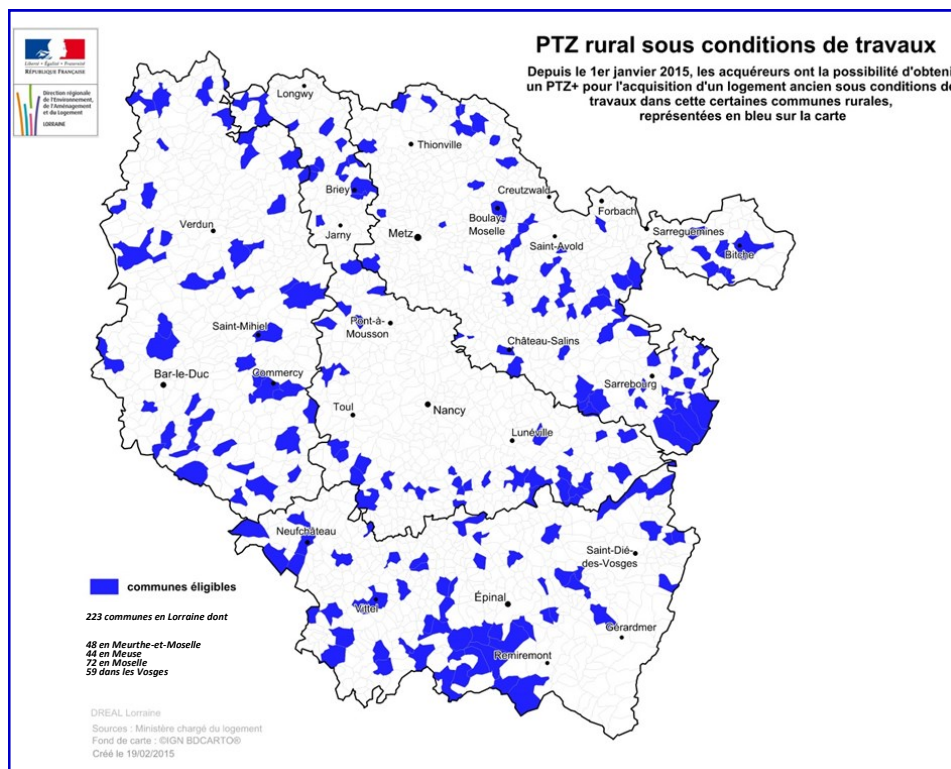 PTZ rural sous conditions de travaux
Depuis le 1er janvier 2015, les acquéreurs ont la possibilité d'obteni
un PTZ+ pour l'acquisition d'un logement ancien sous conditions de
travaux dans cette certaines communes rurales,
représentées en bleu sur la carte
Liberté • Égalité • Fraternité
RÉPUBLIQUE FRANÇAISE
Direction régionale
de l'Environnement,
de l'Aménagement
et du Logement
LORRAINE
Longwy
Thionville
Creutzwald
Briey
Forbach
Boulay-
Moselle
Verdun
Jarny
Metz
Saint-Avold
Sarreguemines
Bitche
Saint-Mihiel
Pont-à-
Mousson
Château-Salins
Bar-le-Duc
Commercy
Sarrebourg
Toul
Nancy
Lunéville
Neufchâteau
Saint-Dié-
des-Vosges
Vittel
Épinal
Gérardmer
Remiremont
communes éligibles
223 communes en Lorraine dont
48 en Meurthe-et-Moselle
44 en Meuse
72 en Moselle
59 dans les Vosges
DREAL Lorraine
Sources : Ministère chargé du logement
Fond de carte : ©IGN BDCARTO®
Créé le 19/02/2015